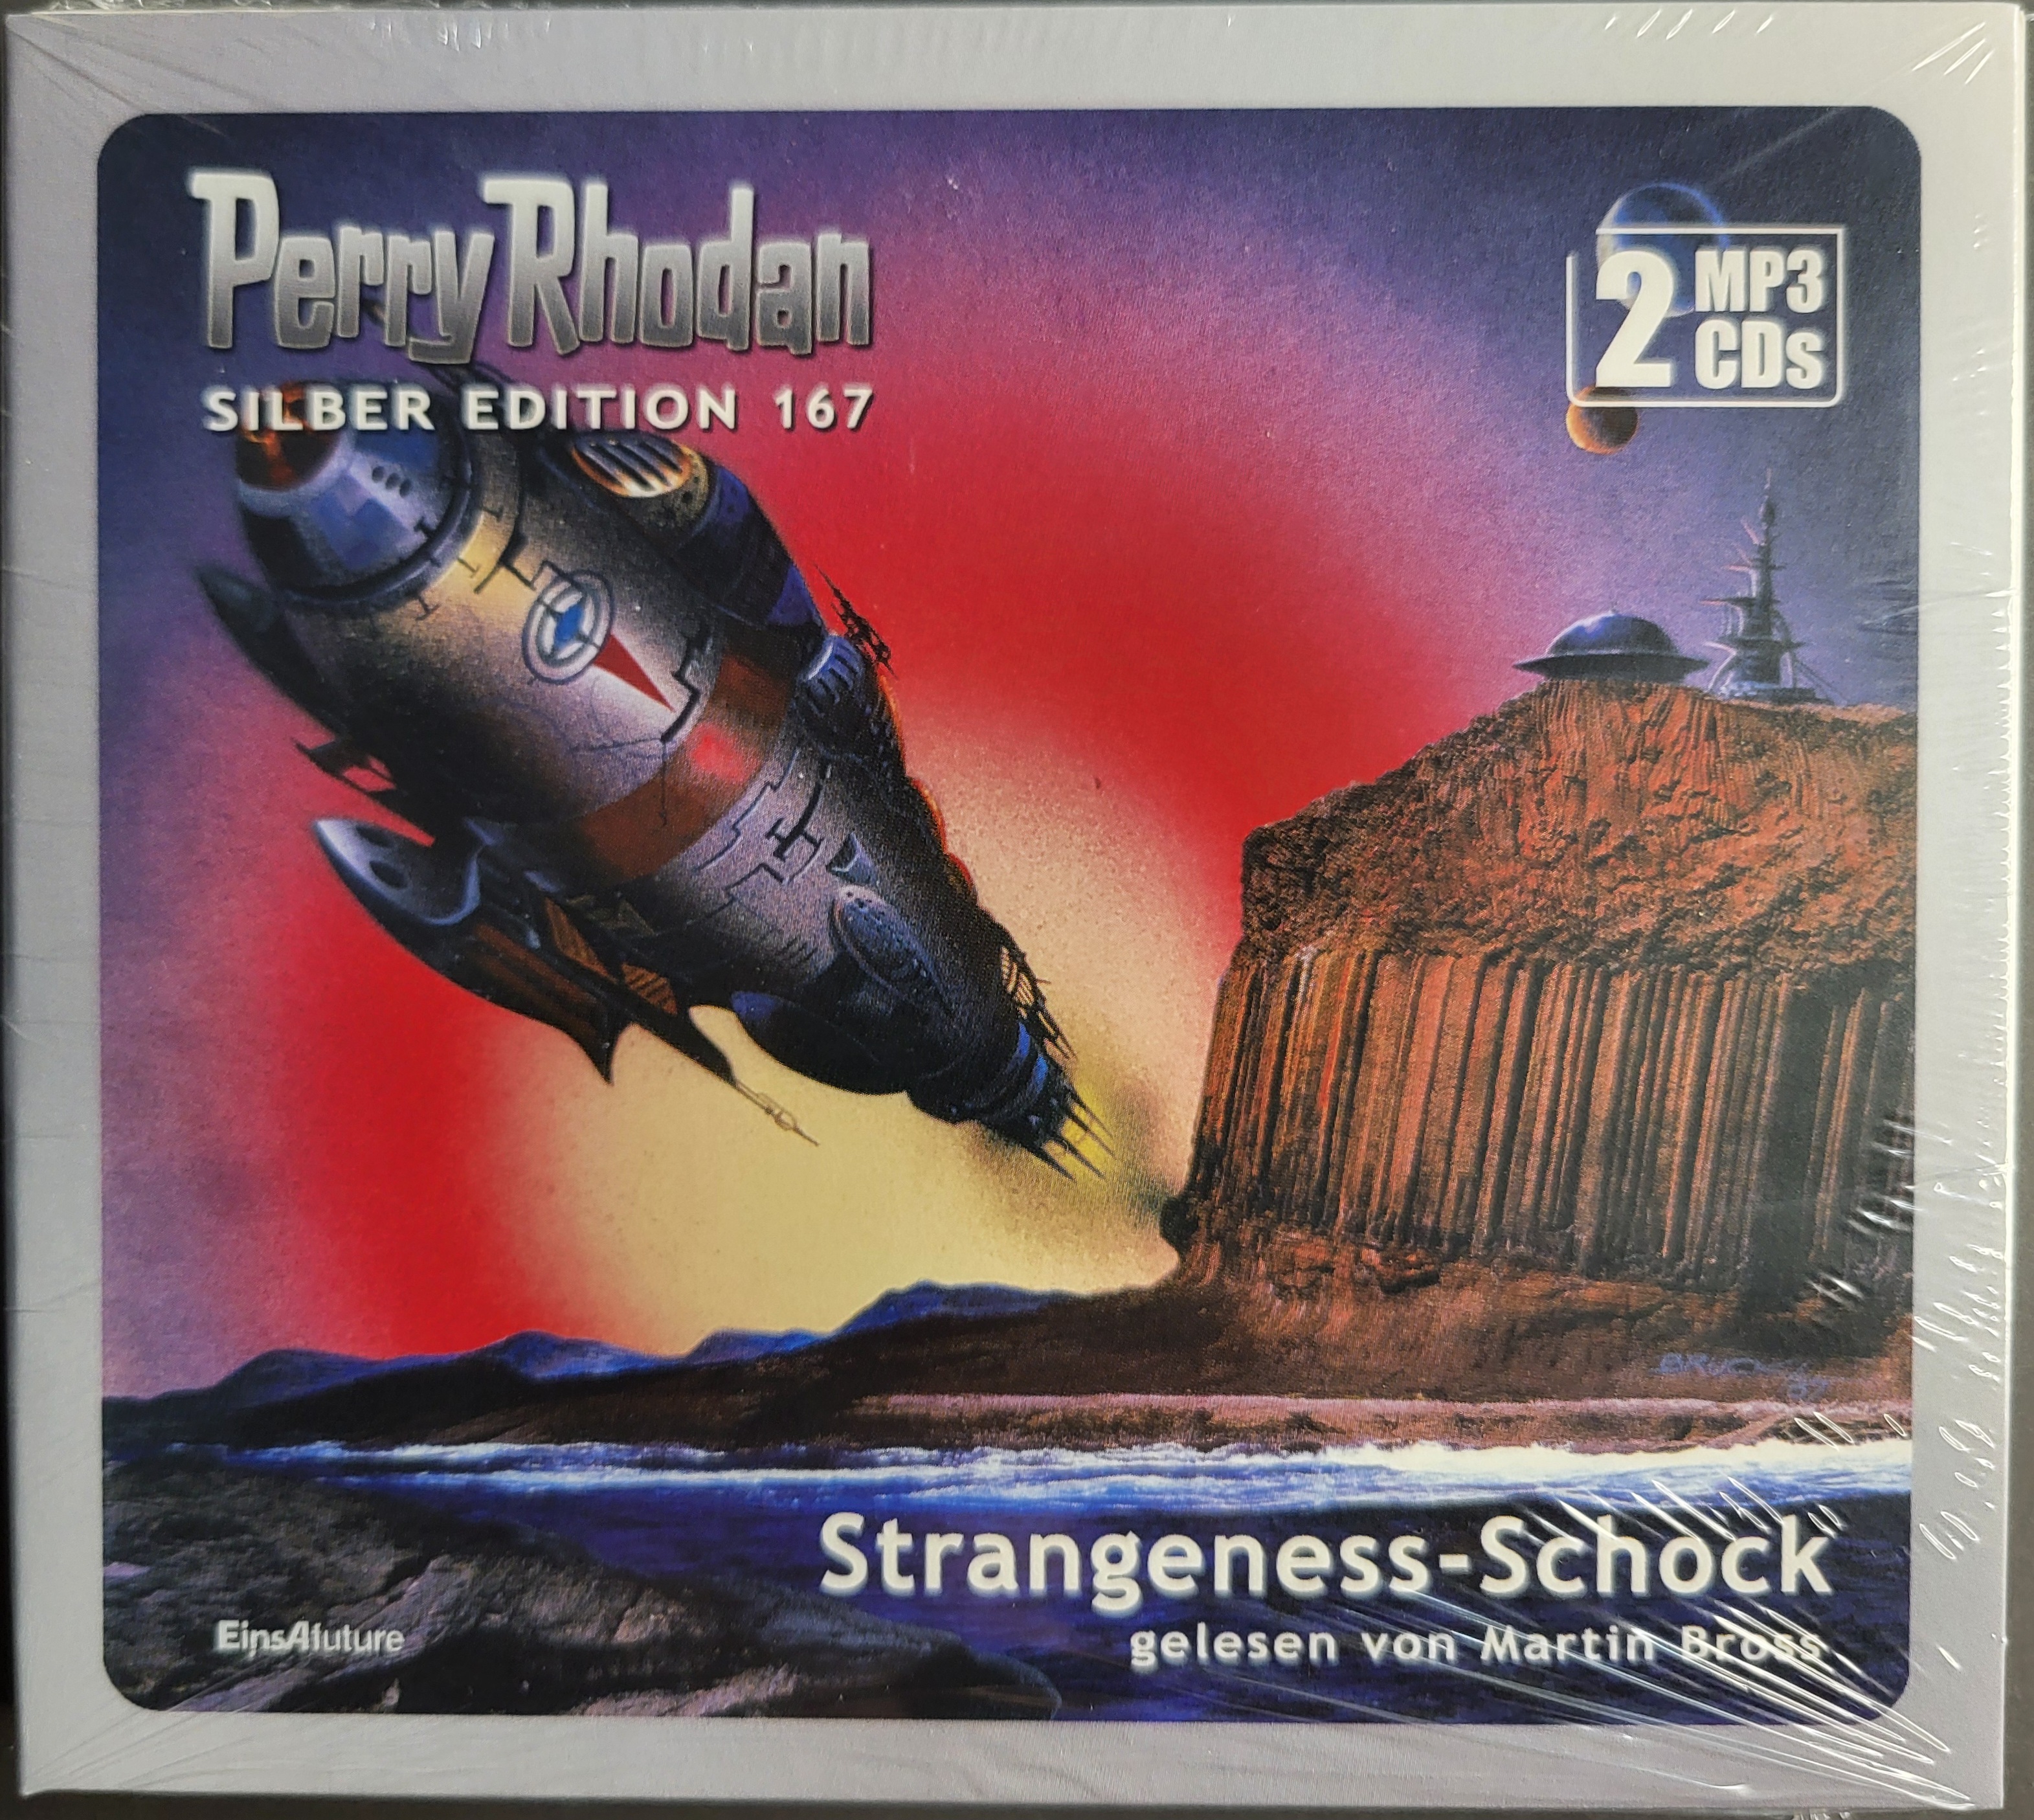 Perry Rhodan
SILBER EDITION 167
2 MP3
CDs
Strangeness-Schock
gelesen von Martin Bross
EinsAfuture